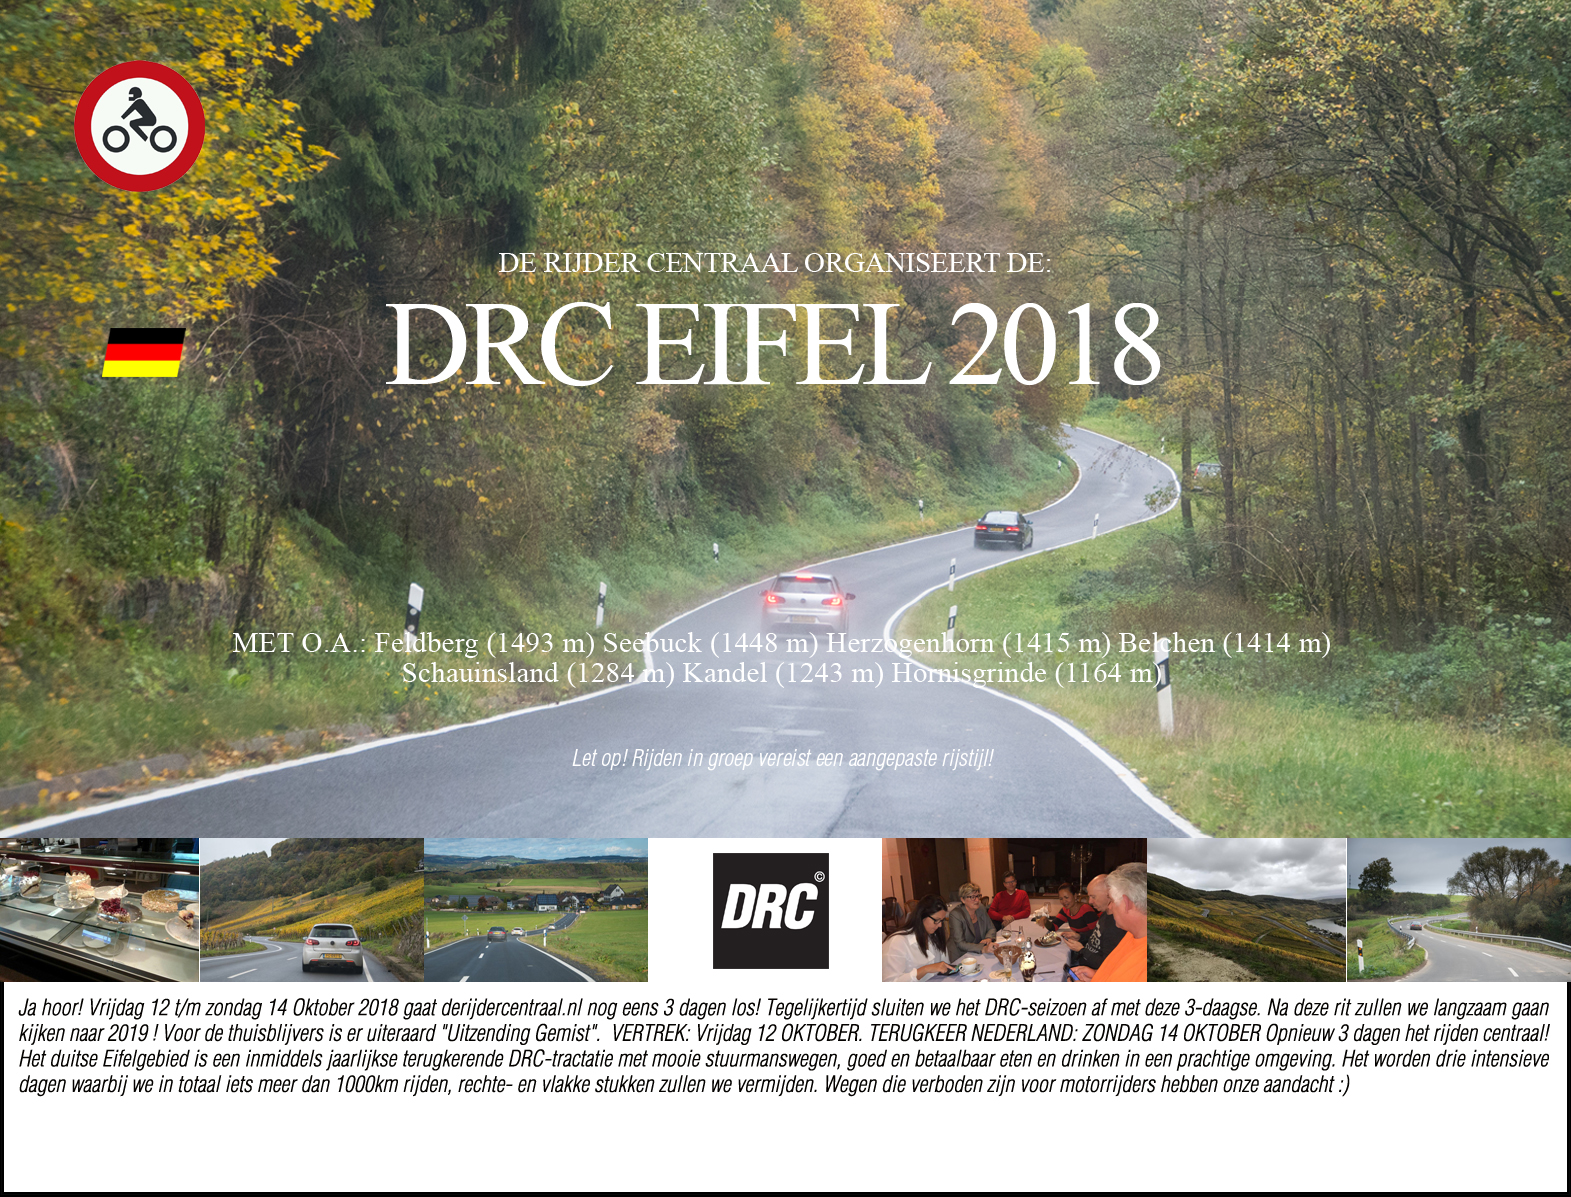 DE RIJDER CENTRAAL ORGANISEERT DE:
DRC EIFEL 2018
MET O.A.: Feldberg (1493 m) Seebuck (1448 m) Herzogenhorn (1415 m) Belchen (1414 m)
Schauinsland (1284 m) Kandel (1243 m) Hornisgrinde (1164 m)
Let op! Rijden in groep vereist een aangepaste rijstijl!
DRC ©
Ja hoor! Vrijdag 12 t/m zondag 14 Oktober 2018 gaat derijdercentraal.nl nog eens 3 dagen los! Tegelijkertijd sluiten we het DRC-seizoen af met deze 3-daagse. Na deze rit zullen we langzaam gaan
kijken naar 2019 ! Voor de thuisblijvers is er uiteraard "Uitzending Gemist". VERTREK: Vrijdag 12 OKTOBER. TERUGKEER NEDERLAND: ZONDAG 14 OKTOBER Opnieuw 3 dagen het rijden centraal!
Het duitse Eifelgebied is een inmiddels jaarlijkse terugkerende DRC-tractatie met mooie stuurmanswegen, goed en betaalbaar eten en drinken in een prachtige omgeving. Het worden drie intensieve
dagen waarbij we in totaal iets meer dan 1000km rijden, rechte- en vlakke stukken zullen we vermijden. Wegen die verboden zijn voor motorrijders hebben onze aandacht :)